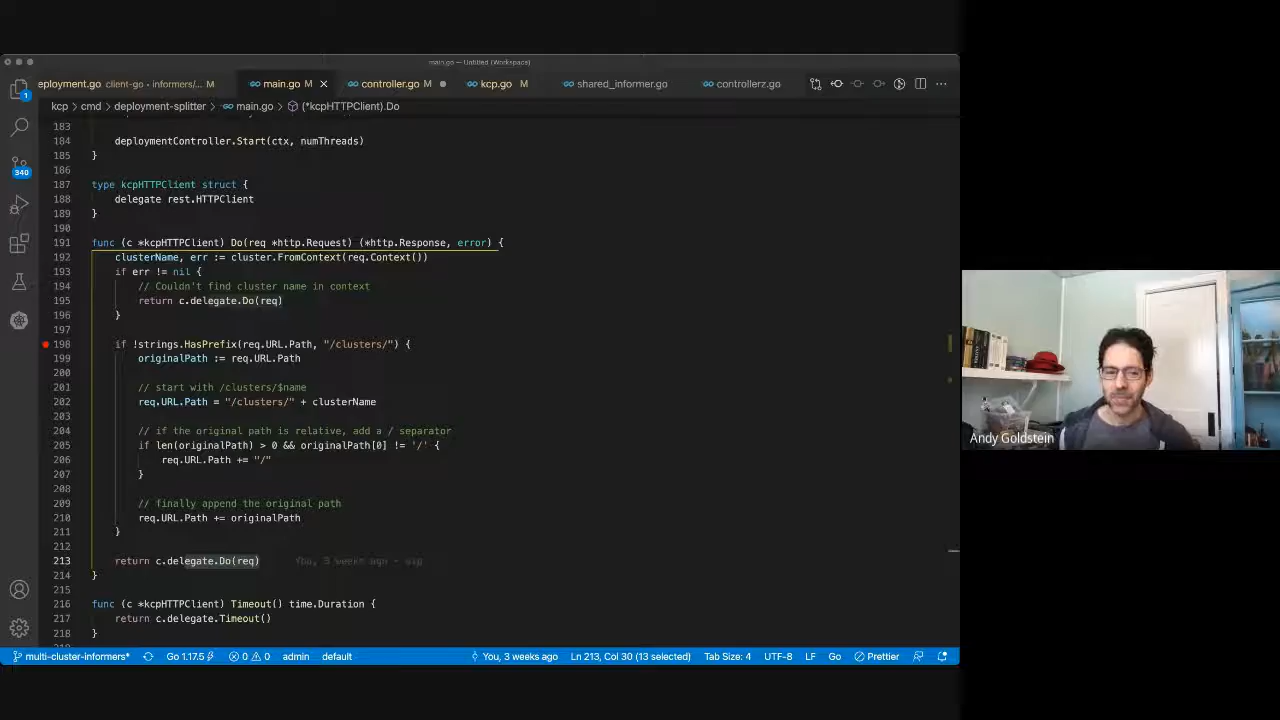 main.go — Untitled (Workspace)
eployment.go client-go • informers/... M
main.go M
controller.go M
kcp.go M
shared_informer.go
controllerz.go
kcp > cmd > deployment-splitter > main.go > (*kcpHTTPClient).Do
1
340
183
184 deploymentController.Start(ctx, numThreads)
185 }
186
187 type kcpHTTPClient struct {
188 delegate rest.HTTPClient
189 }
190
191 func (c *kcpHTTPClient) Do(req *http.Request) (*http.Response, error) {
192 clusterName, err := cluster.FromContext(req.Context())
193 if err != nil {
194 // Couldn't find cluster name in context
195 return c.delegate.Do(req)
196 }
197
198 if !strings.HasPrefix(req.URL.Path, "/clusters/") {
199 originalPath := req.URL.Path
200
201 // start with /clusters/$name
202 req.URL.Path = "/clusters/" + clusterName
203
204 // if the original path is relative, add a / separator
205 if len(originalPath) > 0 && originalPath[0] != '/' {
206 req.URL.Path += "/"
207 }
208
209 // finally append the original path
210 req.URL.Path += originalPath
211 }
212
213 return c.delegate.Do(req) You, 3 weeks ago • wip
214 }
215
216 func (c *kcpHTTPClient) Timeout() time.Duration {
217 return c.delegate.Timeout()
218 }
multi-cluster-informers* Go 1.17.5 0 0 admin default You, 3 weeks ago Ln 213, Col 30 (13 selected) Tab Size: 4 UTF-8 LF Go Prettier
Andy Goldstein